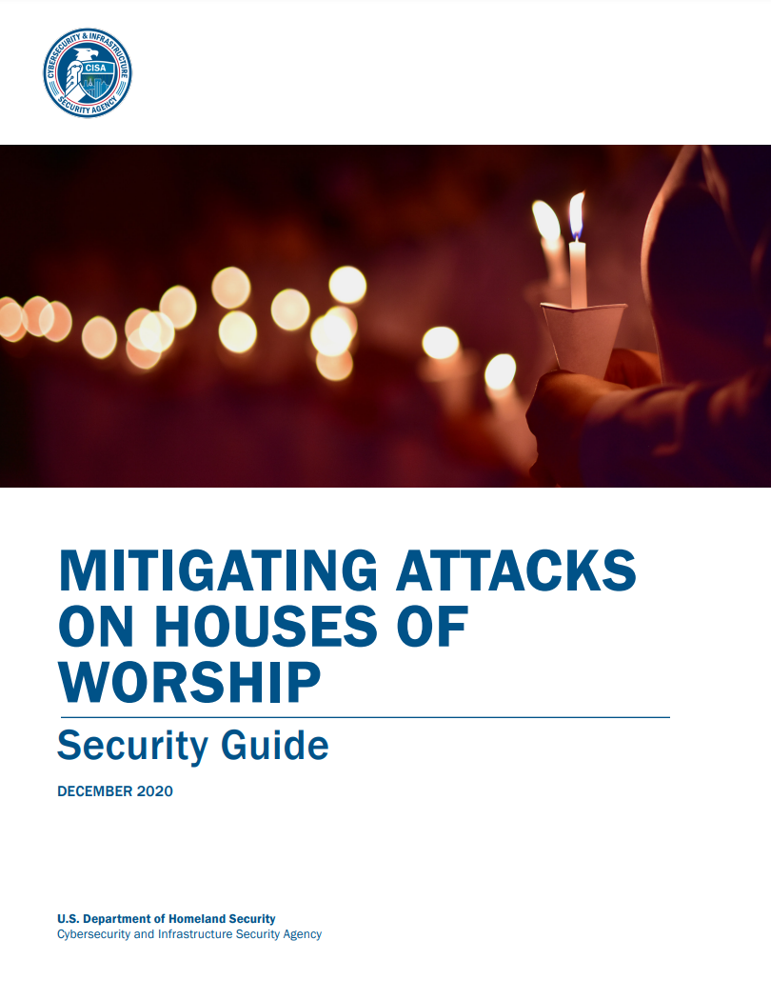 CYBERSECURITY & INFRASTRUCTURE
CISA
SECURITY AGENCY
MITIGATING ATTACKS
ON HOUSES OF
WORSHIP
Security Guide
DECEMBER 2020
U.S. Department of Homeland Security
Cybersecurity and Infrastructure Security Agency